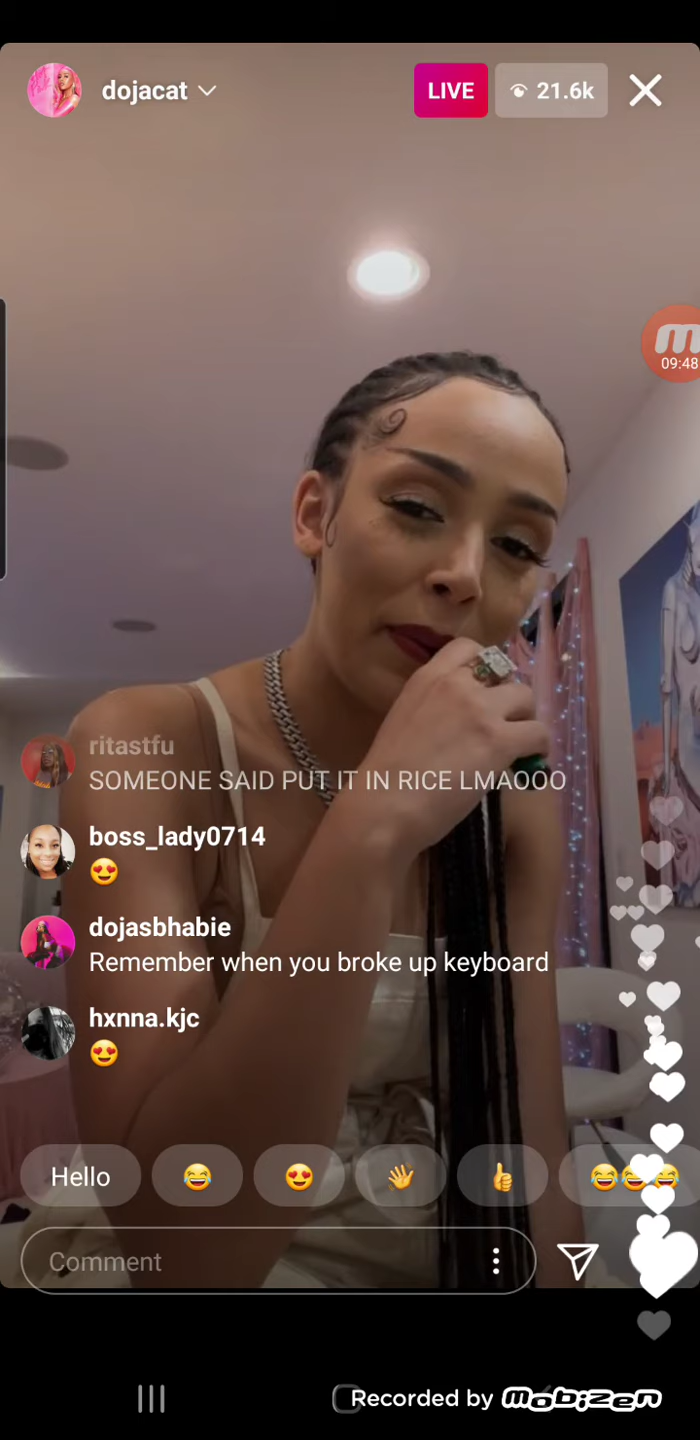 dojacat
LIVE
21.6k
09:48
ritastfu
SOMEONE SAID PUT IT IN RICE LMAOOO
boss_lady0714
😍
dojasbhabie
Remember when you broke up keyboard
hxnna.kjc
😍
Hello 😂 😍 👋 👍 😂😂😂
Comment
Recorded by Mobizen